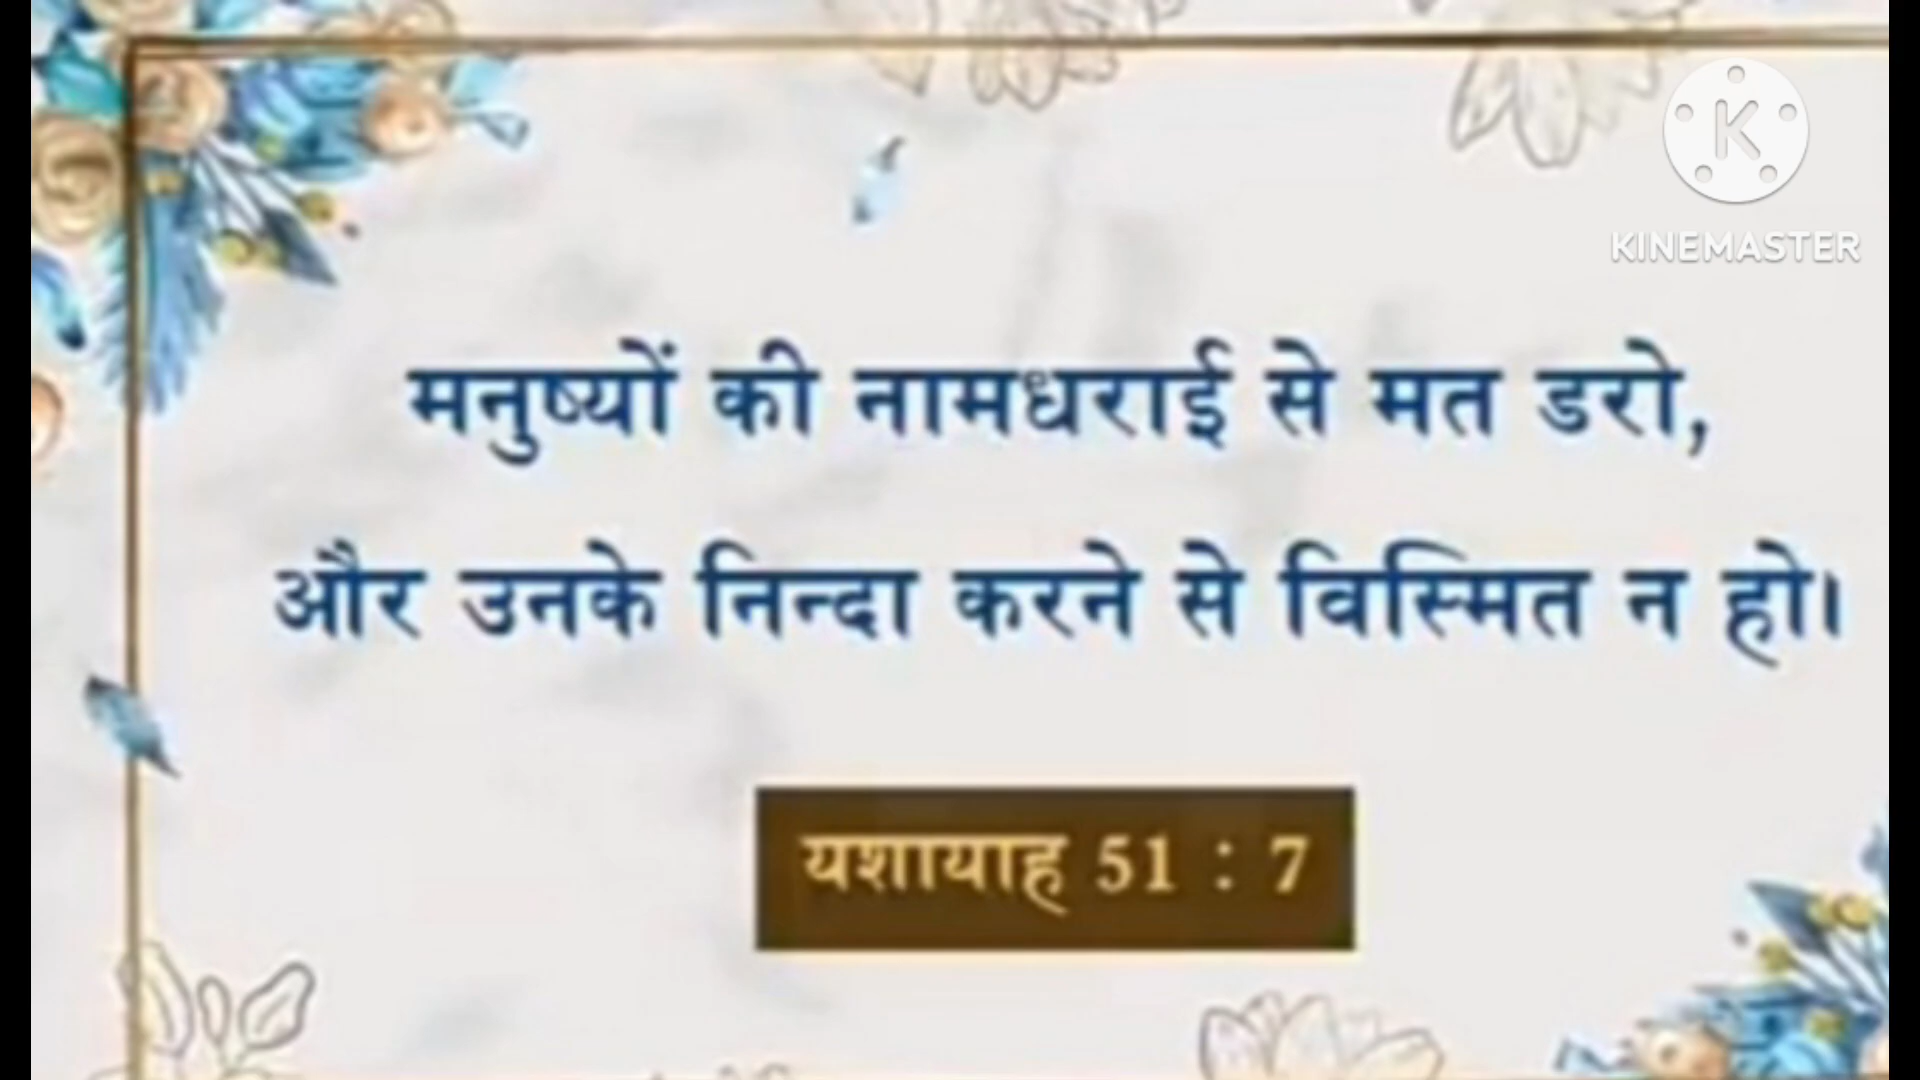 K
KINEMASTER
मनुष्यों की नामधराई से मत डरो,
और उनके निन्दा करने से विस्मित न हो।
यशायाह 51 : 7